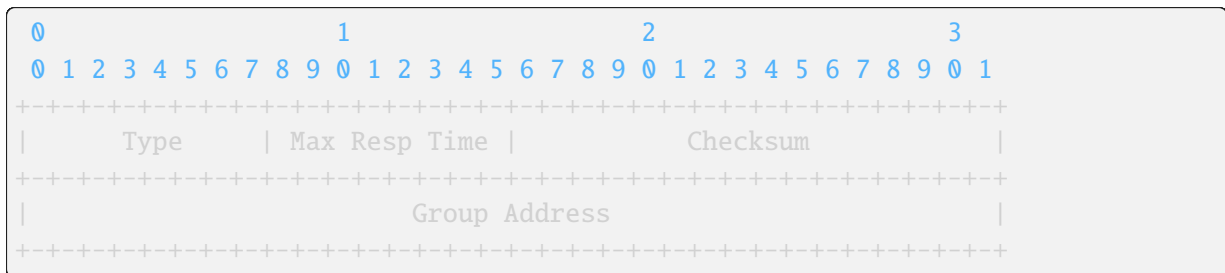 0                   1                   2                   3
 0 1 2 3 4 5 6 7 8 9 0 1 2 3 4 5 6 7 8 9 0 1 2 3 4 5 6 7 8 9 0 1
+-+-+-+-+-+-+-+-+-+-+-+-+-+-+-+-+-+-+-+-+-+-+-+-+-+-+-+-+-+-+-+-+
|      Type     | Max Resp Time |           Checksum            |
+-+-+-+-+-+-+-+-+-+-+-+-+-+-+-+-+-+-+-+-+-+-+-+-+-+-+-+-+-+-+-+-+
|                         Group Address                         |
+-+-+-+-+-+-+-+-+-+-+-+-+-+-+-+-+-+-+-+-+-+-+-+-+-+-+-+-+-+-+-+-+